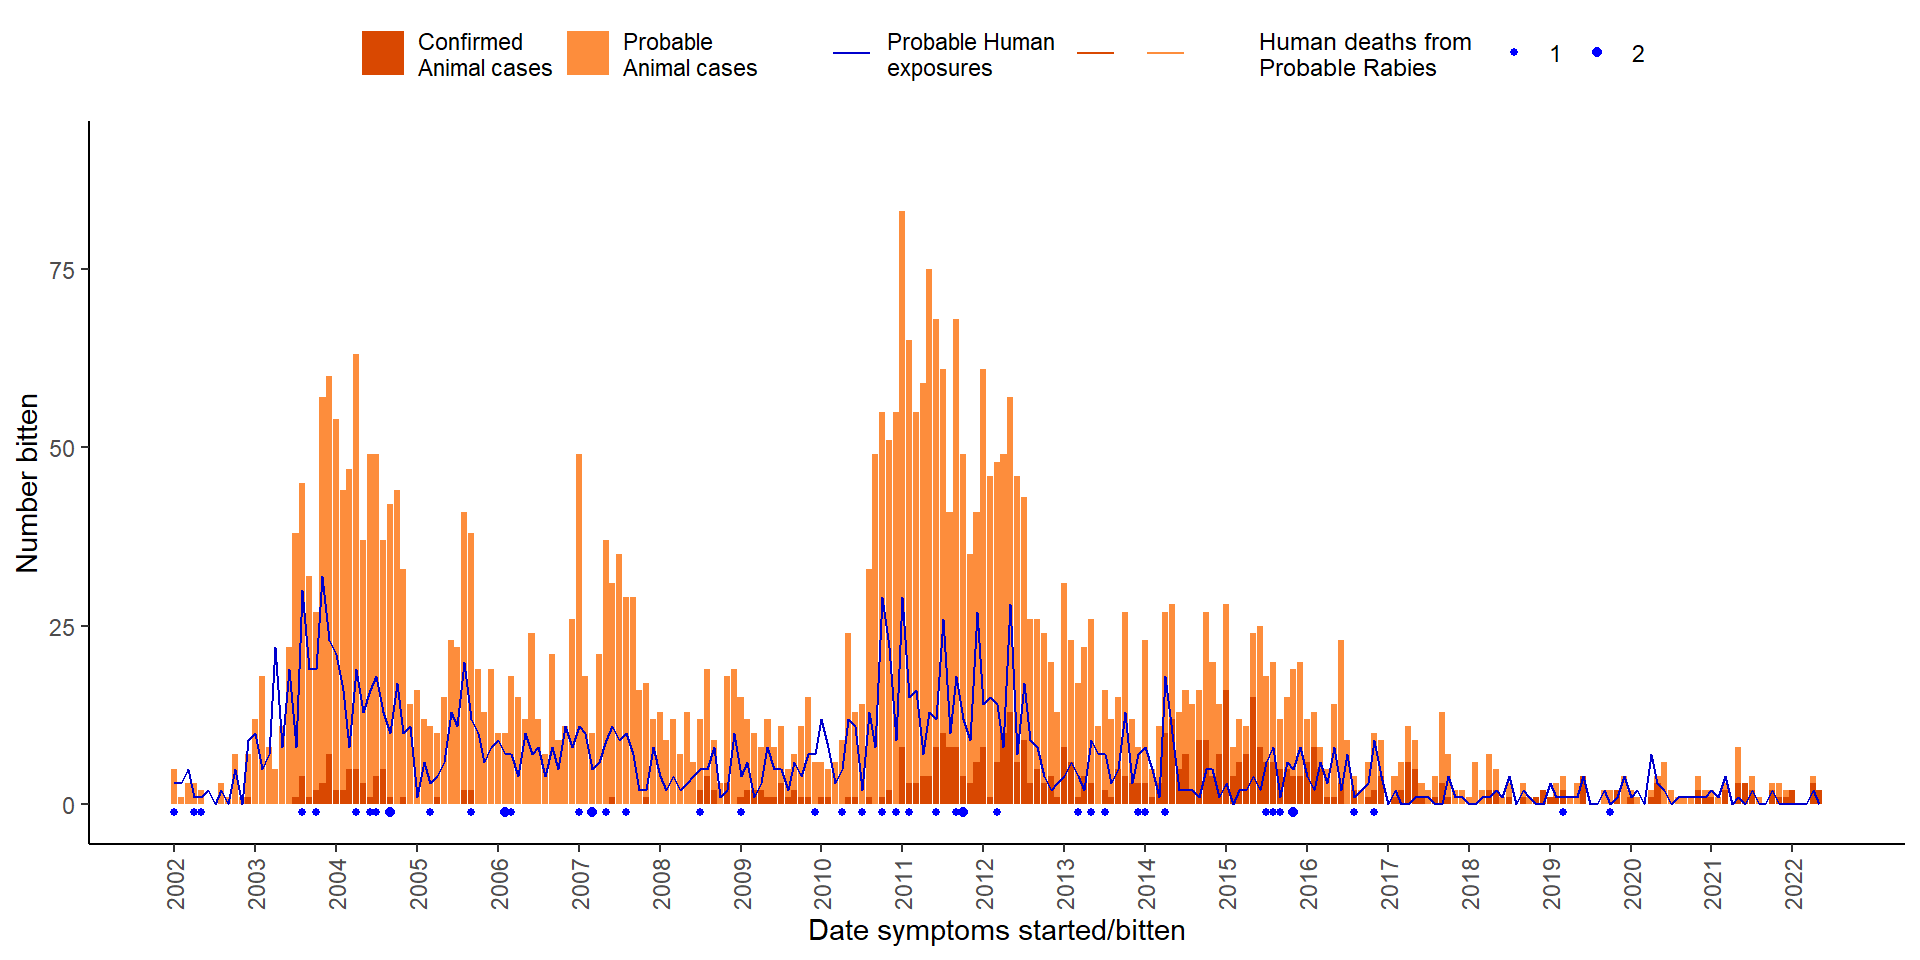 Confirmed
Animal cases
Probable
Animal cases
Probable Human
exposures
Human deaths from
Probable Rabies
1
2
Number bitten
75
50
25
0
2002
2003
2004
2005
2006
2007
2008
2009
2010
2011
2012
2013
2014
2015
2016
2017
2018
2019
2020
2021
2022
Date symptoms started/bitten